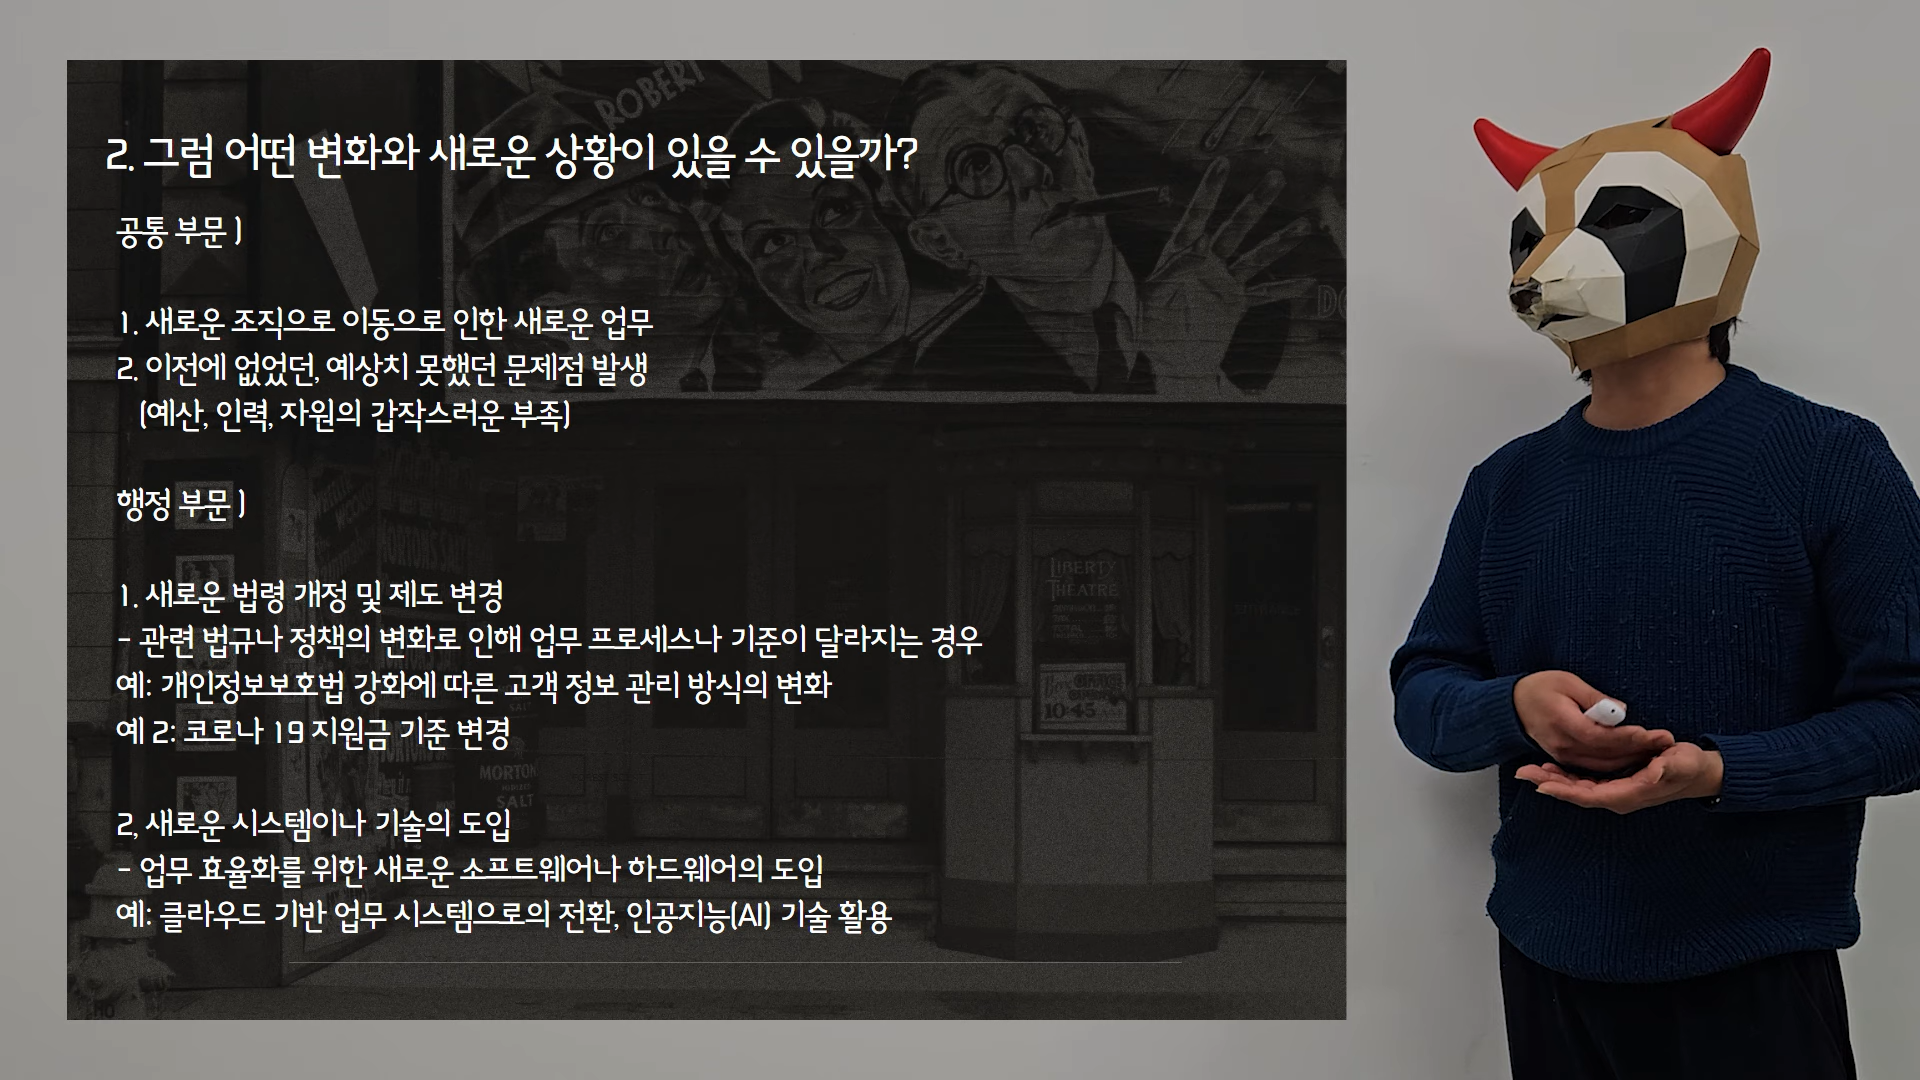 2. 그럼 어떤 변화와 새로운 상황이 있을 수 있을까?
공통 부문 )
1. 새로운 조직으로 이동으로 인한 새로운 업무
2. 이전에 없었던, 예상치 못했던 문제점 발생
(예산, 인력, 자원의 갑작스러운 부족)
행정 부문 )
1. 새로운 법령 개정 및 제도 변경
- 관련 법규나 정책의 변화로 인해 업무 프로세스나 기준이 달라지는 경우
예: 개인정보보호법 강화에 따른 고객 정보 관리 방식의 변화
예 2: 코로나 19 지원금 기준 변경
2, 새로운 시스템이나 기술의 도입
- 업무 효율화를 위한 새로운 소프트웨어나 하드웨어의 도입
예: 클라우드 기반 업무 시스템으로의 전환, 인공지능(AI) 기술 활용
ROBERT
LIBERTY
THEATRE
10:45
MORTON
SALT